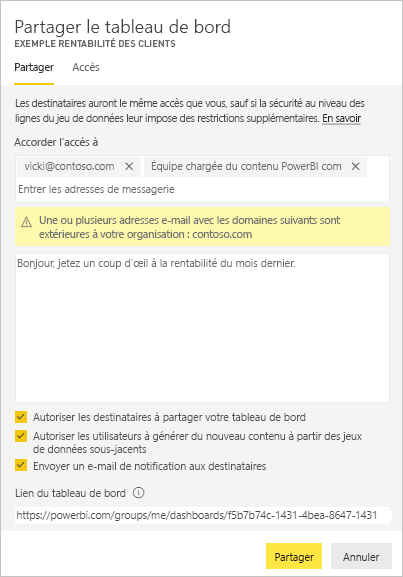 Partager le tableau de bord
EXEMPLE RENTABILITÉ DES CLIENTS
Partager Accès
Les destinataires auront le même accès que vous, sauf si la sécurité au niveau des
lignes du jeu de données leur impose des restrictions supplémentaires. En savoir
Accorder l'accès à
vicki@contoso.com × Équipe chargée du contenu PowerBI com ×
Entrer les adresses de messagerie
Une ou plusieurs adresses e-mail avec les domaines suivants sont
extérieures à votre organisation : contoso.com
Bonjour, jetez un coup d'œil à la rentabilité du mois dernier.
Autoriser les destinataires à partager votre tableau de bord
Autoriser les utilisateurs à générer du nouveau contenu à partir des jeux
de données sous-jacents
Envoyer un e-mail de notification aux destinataires
Lien du tableau de bord
https://powerbi.com/groups/me/dashboards/f5b7b74c-1431-4bea-8647-1431
Partager Annuler